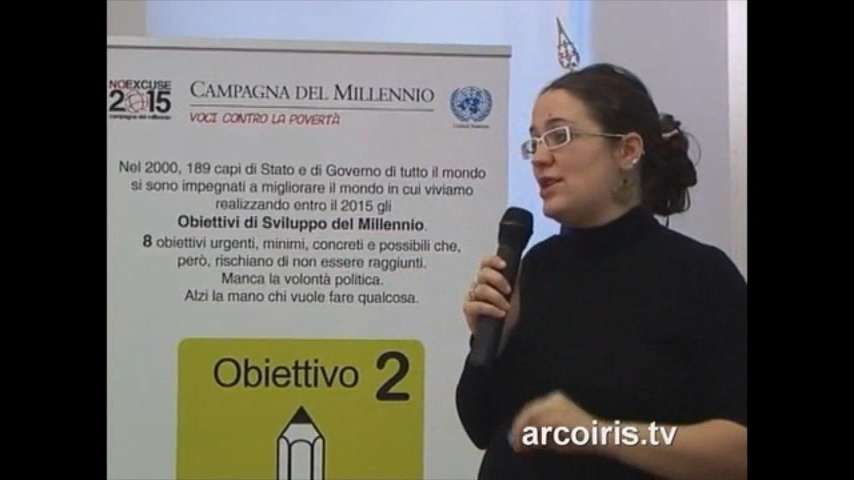 NOEXCUSE
2015
campagna del millennio
CAMPAGNA DEL MILLENNIO
VOCI CONTRO LA POVERTÀ
United Nations
Nel 2000, 189 capi di Stato e di Governo di tutto il mondo
si sono impegnati a migliorare il mondo in cui viviamo
realizzando entro il 2015 gli
Obiettivi di Sviluppo del Millennio.
8 obiettivi urgenti, minimi, concreti e possibili che,
però, rischiano di non essere raggiunti.
Manca la volontà politica.
Alzi la mano chi vuole fare qualcosa.
Obiettivo 2
arcoiris.tv